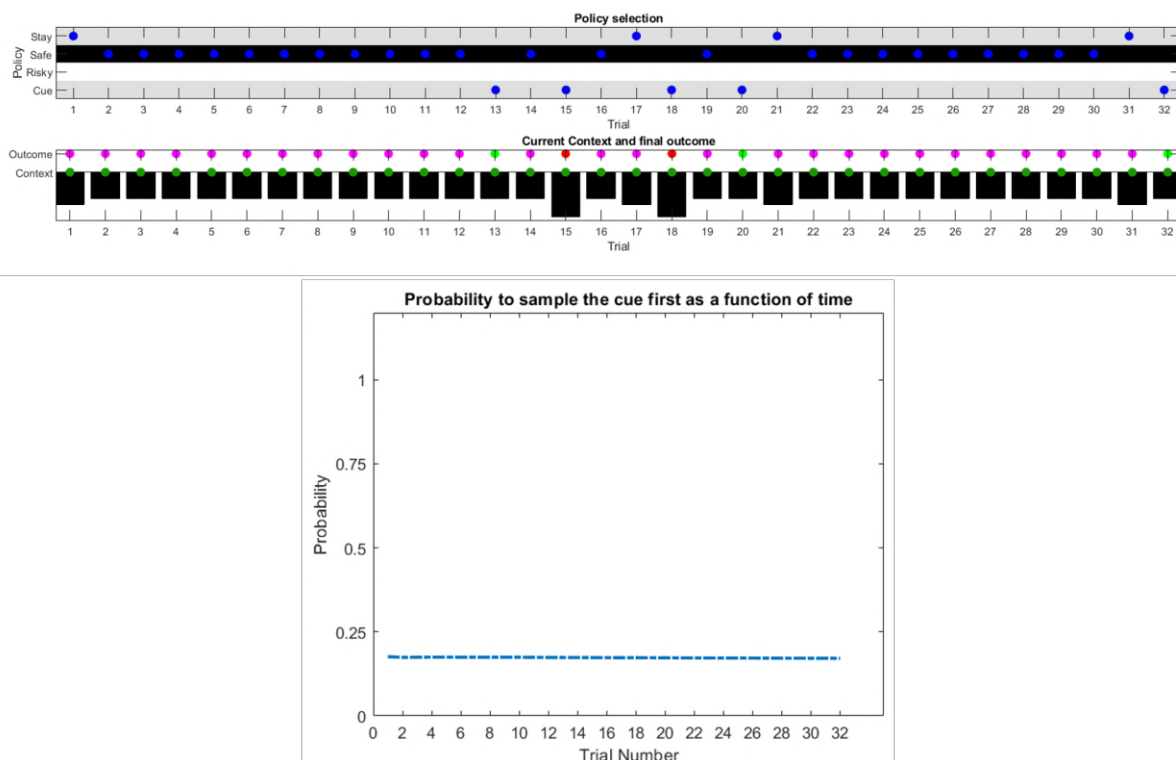 Policy selection
Policy
Stay
Safe
Risky
Cue
1 2 3 4 5 6 7 8 9 10 11 12 13 14 15 16 17 18 19 20 21 22 23 24 25 26 27 28 29 30 31 32
Trial
Current Context and final outcome
Outcome
Context
1 2 3 4 5 6 7 8 9 10 11 12 13 14 15 16 17 18 19 20 21 22 23 24 25 26 27 28 29 30 31 32
Trial
Probability to sample the cue first as a function of time
Probability
1
0.75
0.5
0.25
0
0 2 4 6 8 10 12 14 16 18 20 22 24 26 28 30 32
Trial Number